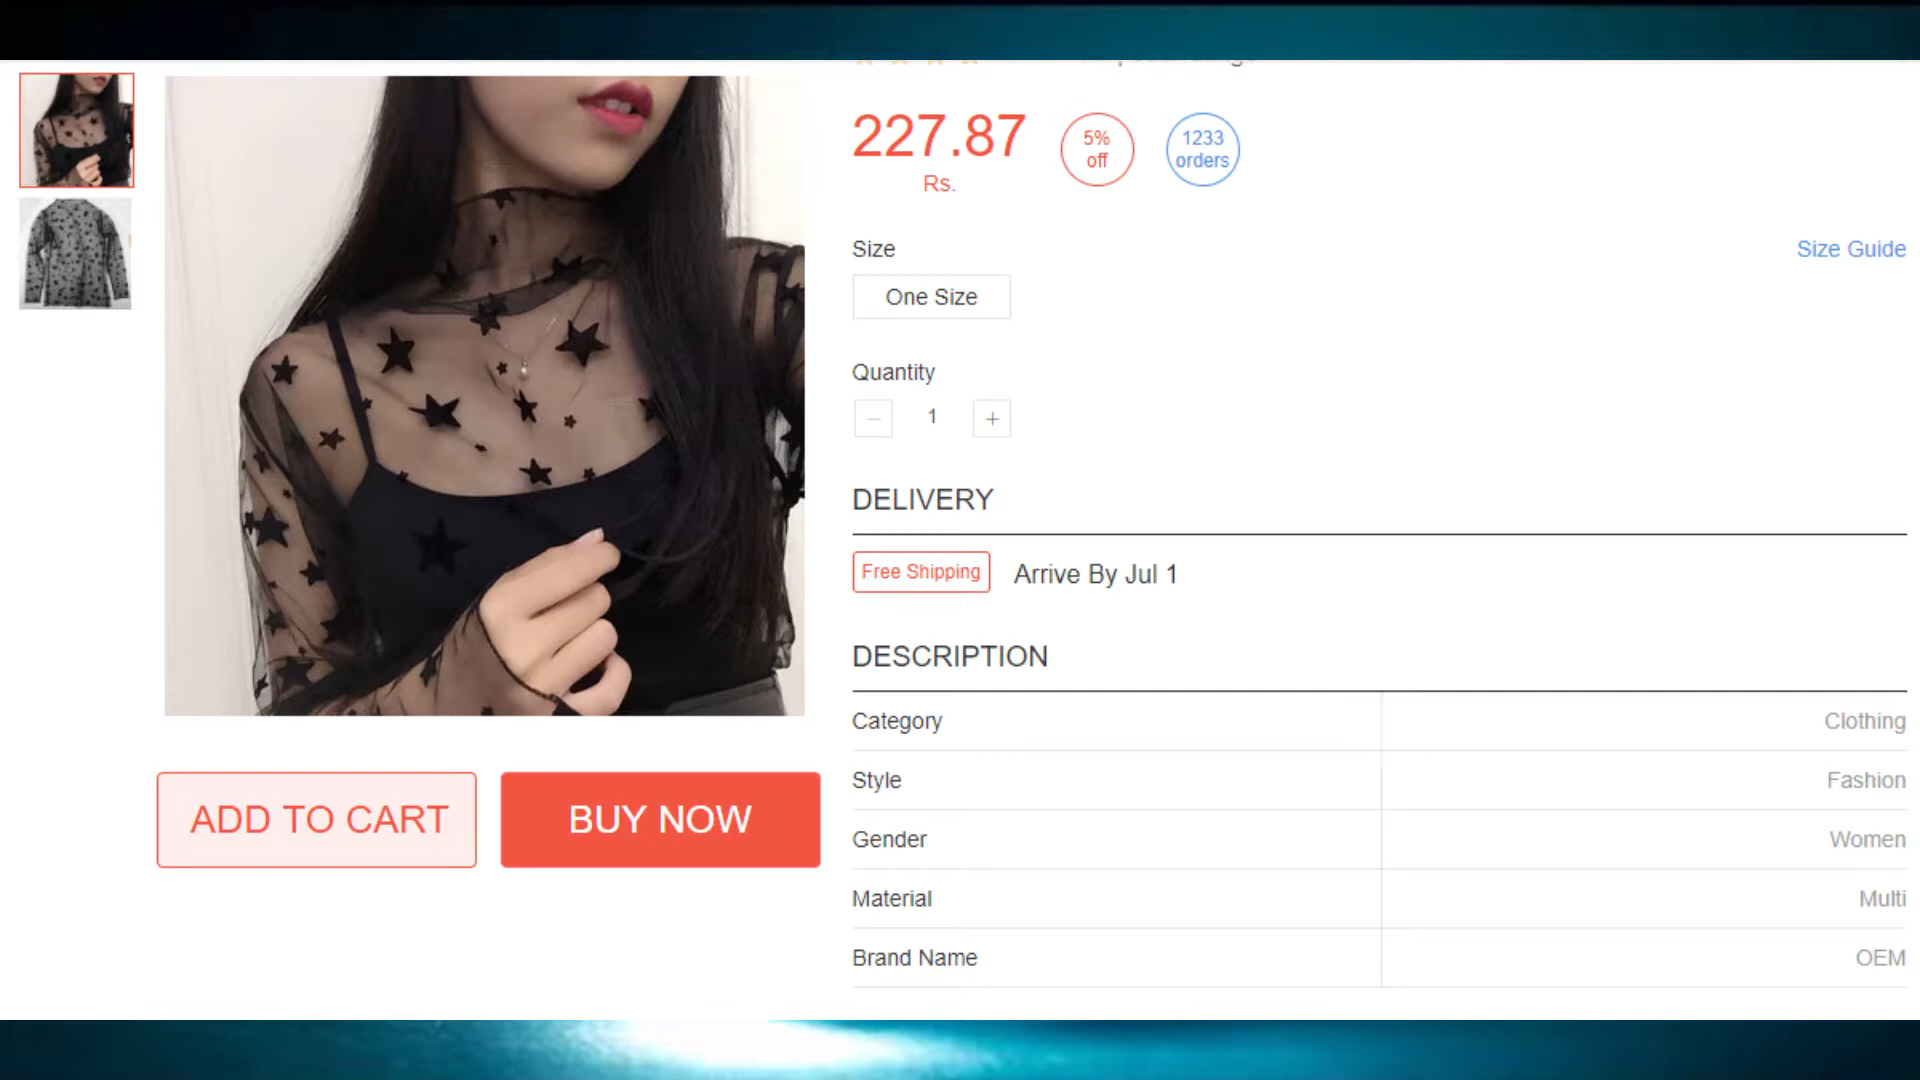 227.87
Rs.
5%
off
1233
orders
Size
Size Guide
One Size
Quantity
− 1 +
DELIVERY
Free Shipping Arrive By Jul 1
DESCRIPTION
Category Clothing
Style Fashion
Gender Women
Material Multi
Brand Name OEM
ADD TO CART
BUY NOW